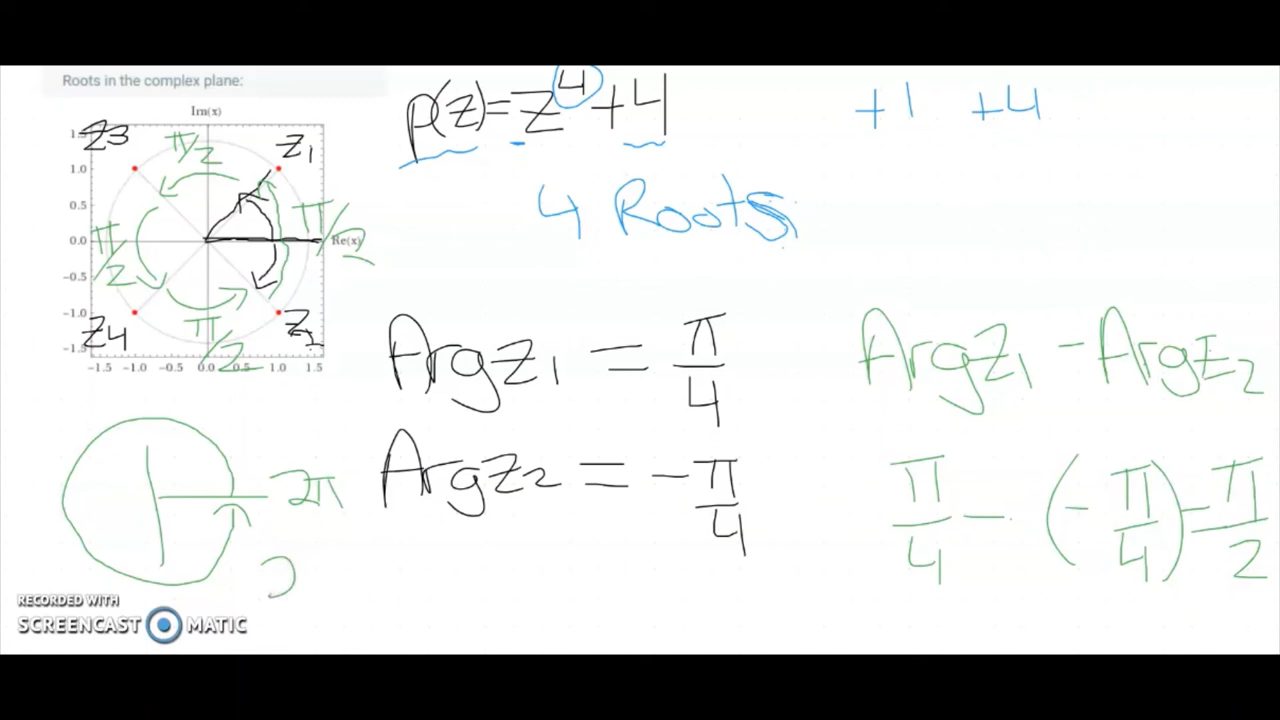 Roots in the complex plane:
Im(x)
1.5
1.0
0.5
0.0
-0.5
-1.0
-1.5
-1.5 -1.0 -0.5 0.0 0.5 1.0 1.5
Re(x)
z3
z1
z4
z2
π/2
π/2
π/2
π/2
p(z)=z⁴+4
+1 +4
4 Roots
Arg z1 = π/4
Arg z2 = -π/4
Arg z1 - Arg z2
π/4 - (-π/4) = π/2
2π
RECORDED WITH
SCREENCAST MATIC